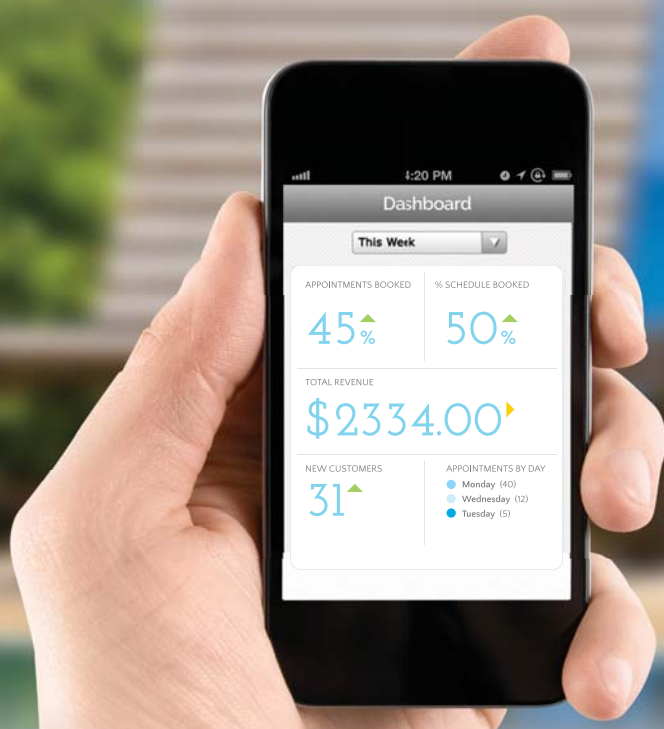 4:20 PM
Dashboard
This Week
APPOINTMENTS BOOKED
% SCHEDULE BOOKED
45%
50%
TOTAL REVENUE
$2334.00
NEW CUSTOMERS
31
APPOINTMENTS BY DAY
Monday (40)
Wednesday (12)
Tuesday (5)